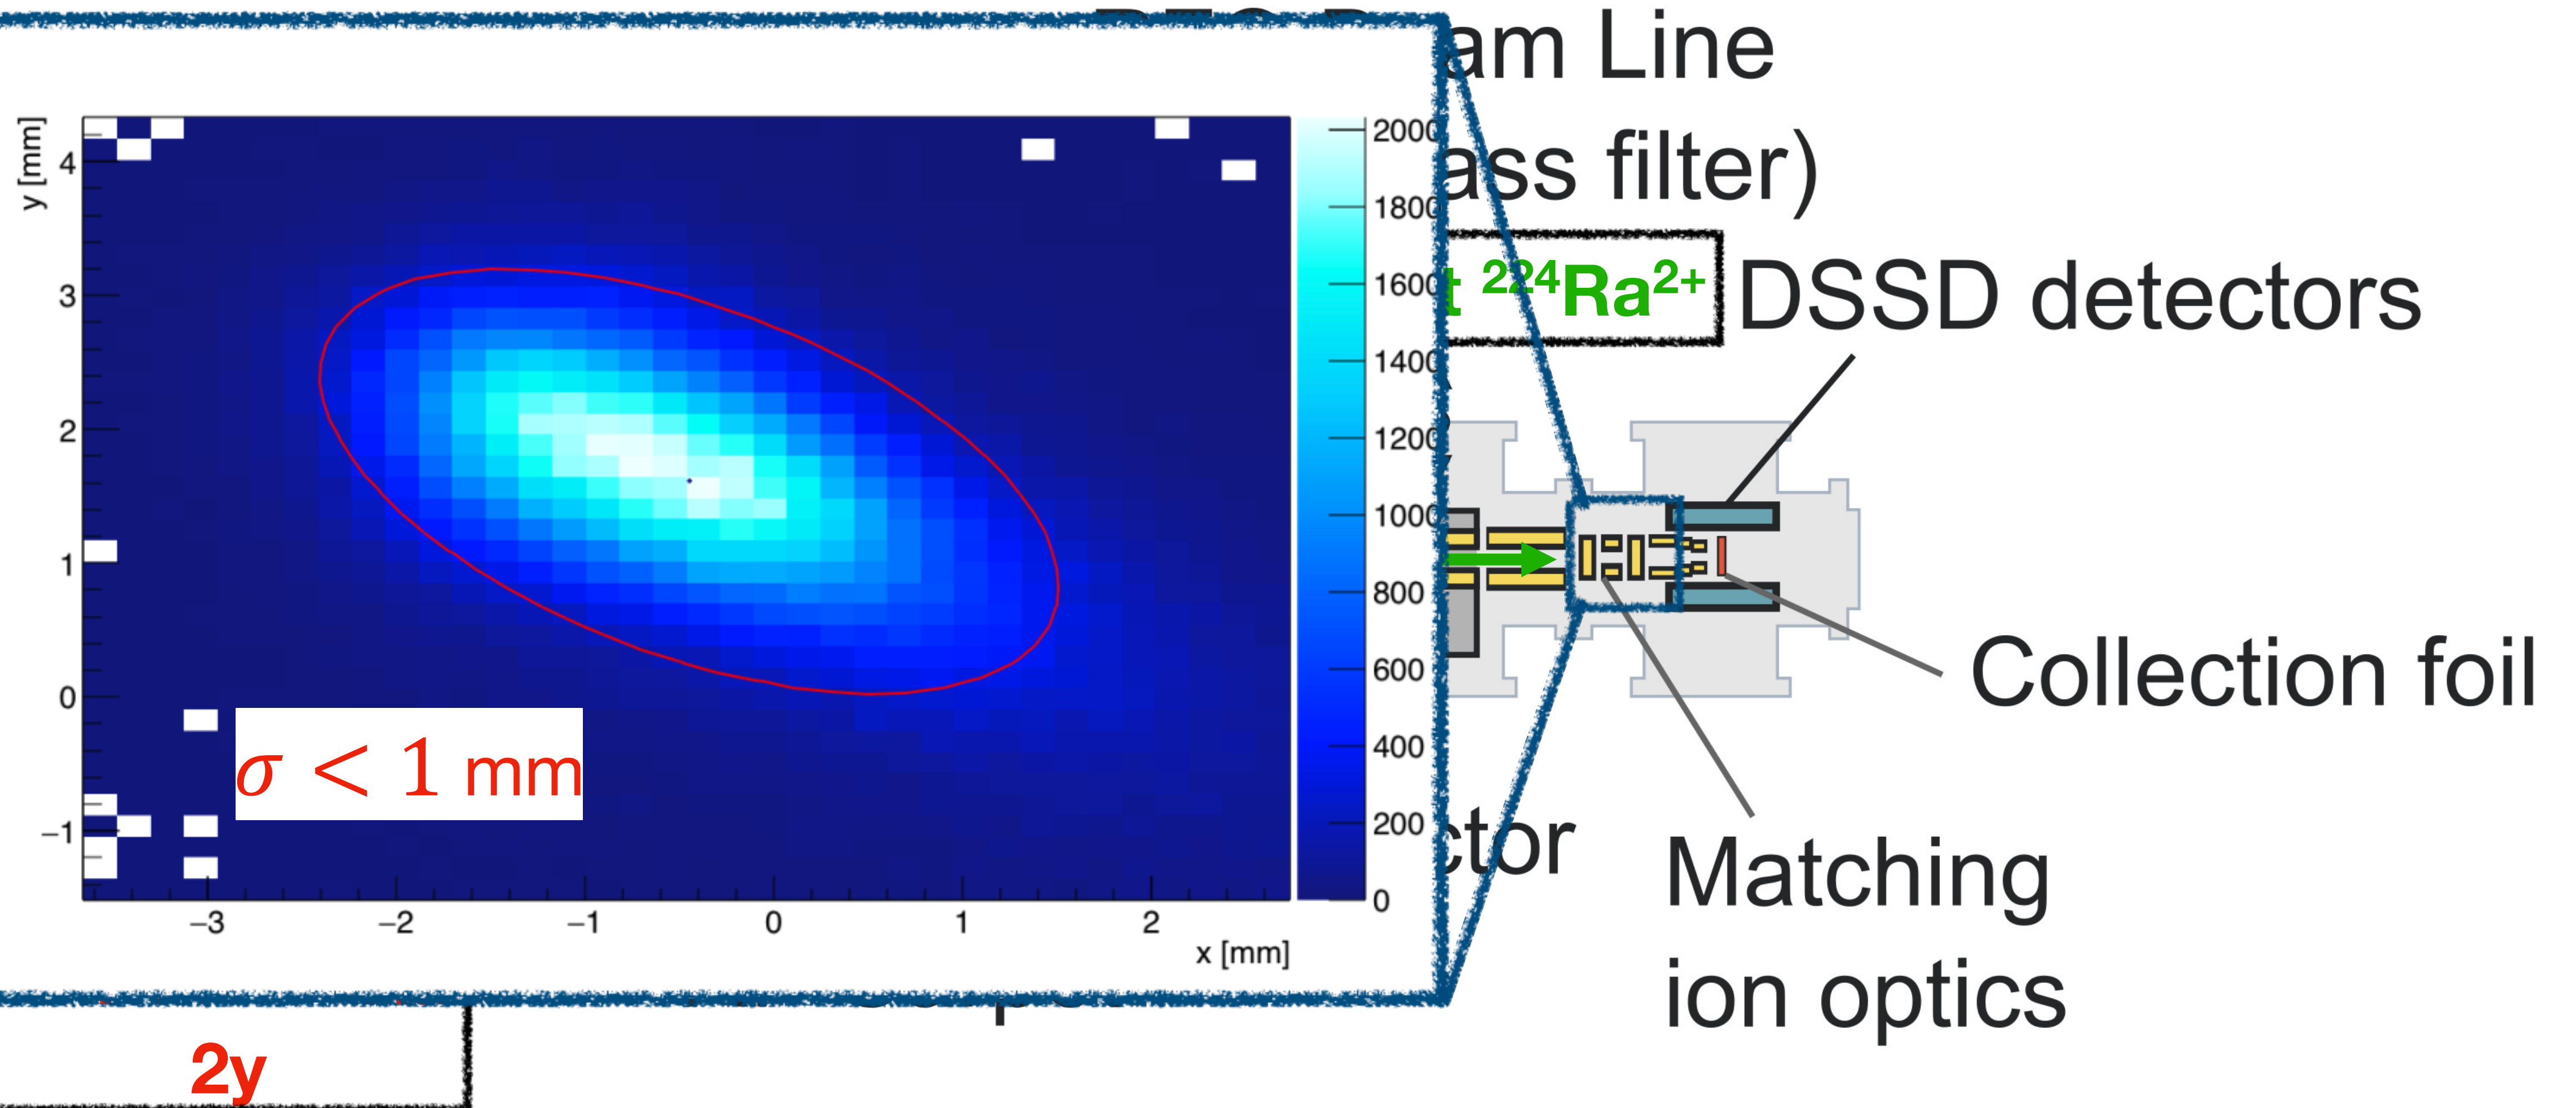 am Line
ass filter)
t ²²⁴Ra²⁺
DSSD detectors
Collection foil
ctor
Matching
ion optics
y [mm]
4
3
2
1
0
−1
−3 −2 −1 0 1 2
x [mm]
σ < 1 mm
2000
1800
1600
1400
1200
1000
800
600
400
200
0
2y